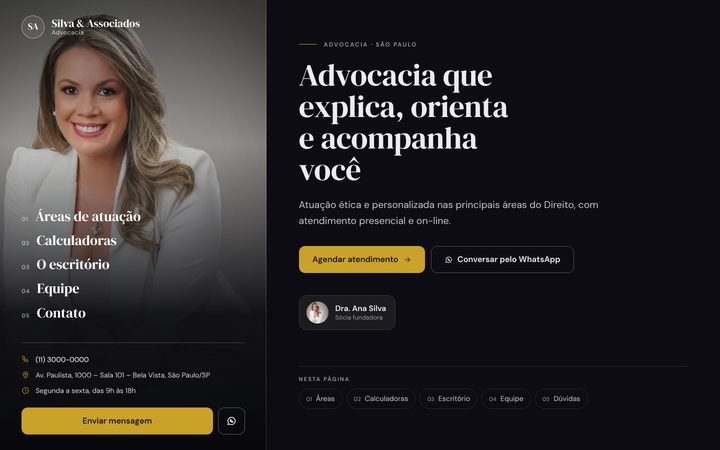 SA
Silva & Associados
Advocacia
01 Áreas de atuação
02 Calculadoras
03 O escritório
04 Equipe
05 Contato
(11) 3000-0000
Av. Paulista, 1000 – Sala 101 – Bela Vista, São Paulo/SP
Segunda a sexta, das 9h às 18h
Enviar mensagem
ADVOCACIA · SÃO PAULO
Advocacia que
explica, orienta
e acompanha
você
Atuação ética e personalizada nas principais áreas do Direito, com
atendimento presencial e on-line.
Agendar atendimento →
Conversar pelo WhatsApp
Dra. Ana Silva
Sócia fundadora
NESTA PÁGINA
01 Áreas
02 Calculadoras
03 Escritório
04 Equipe
05 Dúvidas